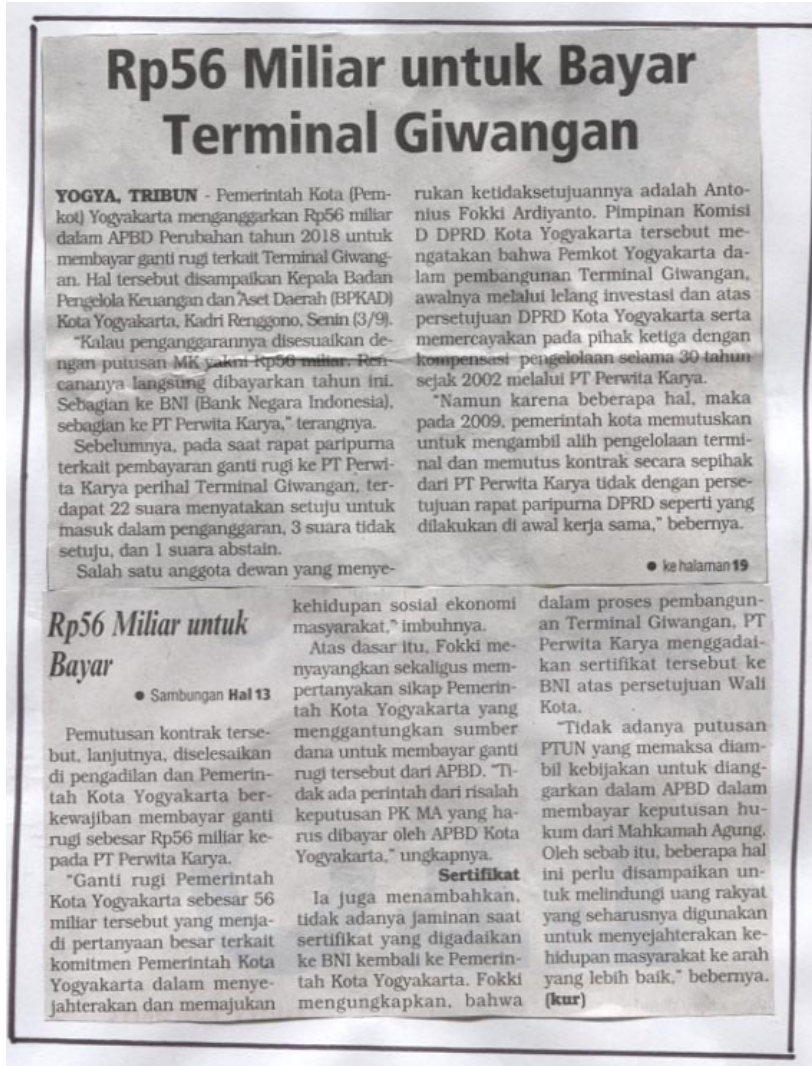 Rp56 Miliar untuk Bayar
Terminal Giwangan
YOGYA, TRIBUN - Pemerintah Kota (Pem-
kot) Yogyakarta menganggarkan Rp56 miliar
dalam APBD Perubahan tahun 2018 untuk
membayar ganti rugi terkait Terminal Giwang-
an. Hal tersebut disampaikan Kepala Badan
Pengelola Keuangan dan Aset Daerah (BPKAD)
Kota Yogyakarta, Kadri Renggono, Senin (3/9).
"Kalau penganggarannya disesuaikan de-
ngan putusan MK yakni Rp56 miliar. Ren-
cananya langsung dibayarkan tahun ini.
Sebagian ke BNI (Bank Negara Indonesia),
sebagian ke PT Perwita Karya," terangnya.
Sebelumnya, pada saat rapat paripurna
terkait pembayaran ganti rugi ke PT Perwi-
ta Karya perihal Terminal Giwangan, ter-
dapat 22 suara menyatakan setuju untuk
masuk dalam penganggaran, 3 suara tidak
setuju, dan 1 suara abstain.
Salah satu anggota dewan yang menye-
rukan ketidaksetujuannya adalah Anto-
nius Fokki Ardiyanto. Pimpinan Komisi
D DPRD Kota Yogyakarta tersebut me-
ngatakan bahwa Pemkot Yogyakarta da-
lam pembangunan Terminal Giwangan,
awalnya melalui lelang investasi dan atas
persetujuan DPRD Kota Yogyakarta serta
memercayakan pada pihak ketiga dengan
kompensasi pengelolaan selama 30 tahun
sejak 2002 melalui PT Perwita Karya.
"Namun karena beberapa hal, maka
pada 2009, pemerintah kota memutuskan
untuk mengambil alih pengelolaan termi-
nal dan memutus kontrak secara sepihak
dari PT Perwita Karya tidak dengan perse-
tujuan rapat paripurna DPRD seperti yang
dilakukan di awal kerja sama," bebernya.
● ke halaman 19
Rp56 Miliar untuk
Bayar
● Sambungan Hal 13
Pemutusan kontrak terse-
but, lanjutnya, diselesaikan
di pengadilan dan Pemerin-
tah Kota Yogyakarta ber-
kewajiban membayar ganti
rugi sebesar Rp56 miliar ke-
pada PT Perwita Karya.
"Ganti rugi Pemerintah
Kota Yogyakarta sebesar 56
miliar tersebut yang menja-
di pertanyaan besar terkait
komitmen Pemerintah Kota
Yogyakarta dalam menye-
jahterakan dan memajukan
kehidupan sosial ekonomi
masyarakat," imbuhnya.
Atas dasar itu, Fokki me-
nyayangkan sekaligus mem-
pertanyakan sikap Pemerin-
tah Kota Yogyakarta yang
menggantungkan sumber
dana untuk membayar ganti
rugi tersebut dari APBD. "Ti-
dak ada perintah dari risalah
keputusan PK MA yang ha-
rus dibayar oleh APBD Kota
Yogyakarta," ungkapnya.
Sertifikat
Ia juga menambahkan,
tidak adanya jaminan saat
sertifikat yang digadaikan
ke BNI kembali ke Pemerin-
tah Kota Yogyakarta. Fokki
mengungkapkan, bahwa
dalam proses pembangun-
an Terminal Giwangan, PT
Perwita Karya menggadai-
kan sertifikat tersebut ke
BNI atas persetujuan Wali
Kota.
"Tidak adanya putusan
PTUN yang memaksa diam-
bil kebijakan untuk diang-
garkan dalam APBD dalam
membayar keputusan hu-
kum dari Mahkamah Agung.
Oleh sebab itu, beberapa hal
ini perlu disampaikan un-
tuk melindungi uang rakyat
yang seharusnya digunakan
untuk menyejahterakan ke-
hidupan masyarakat ke arah
yang lebih baik," bebernya.
(kur)